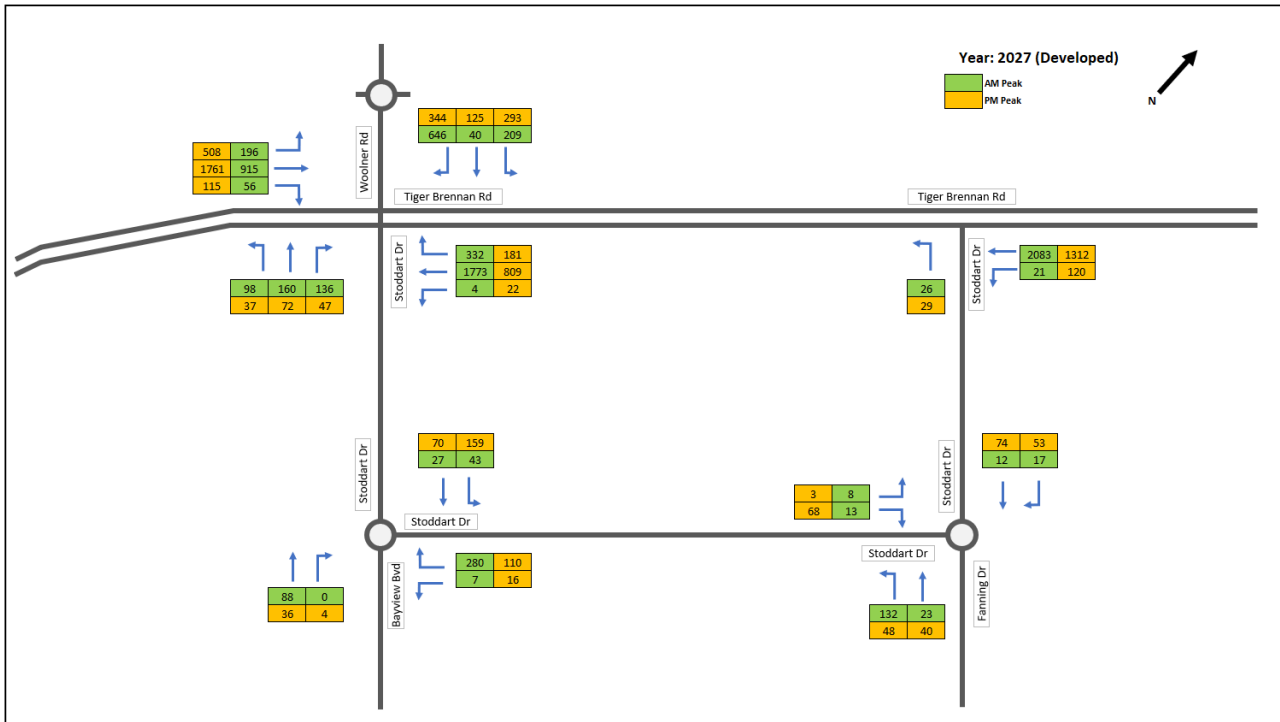 Year: 2027 (Developed)
AM Peak
PM Peak
N
344 125 293
646 40 209
508 196
1761 915
115 56
Woolner Rd
Tiger Brennan Rd
Tiger Brennan Rd
98 160 136
37 72 47
Stoddart Dr
332 181
1773 809
4 22
26
29
Stoddart Dr
2083 1312
21 120
Stoddart Dr
70 159
27 43
Stoddart Dr
3 8
68 13
Stoddart Dr
74 53
12 17
Stoddart Dr
88 0
36 4
Bayview Bvd
280 110
7 16
132 23
48 40
Fanning Dr